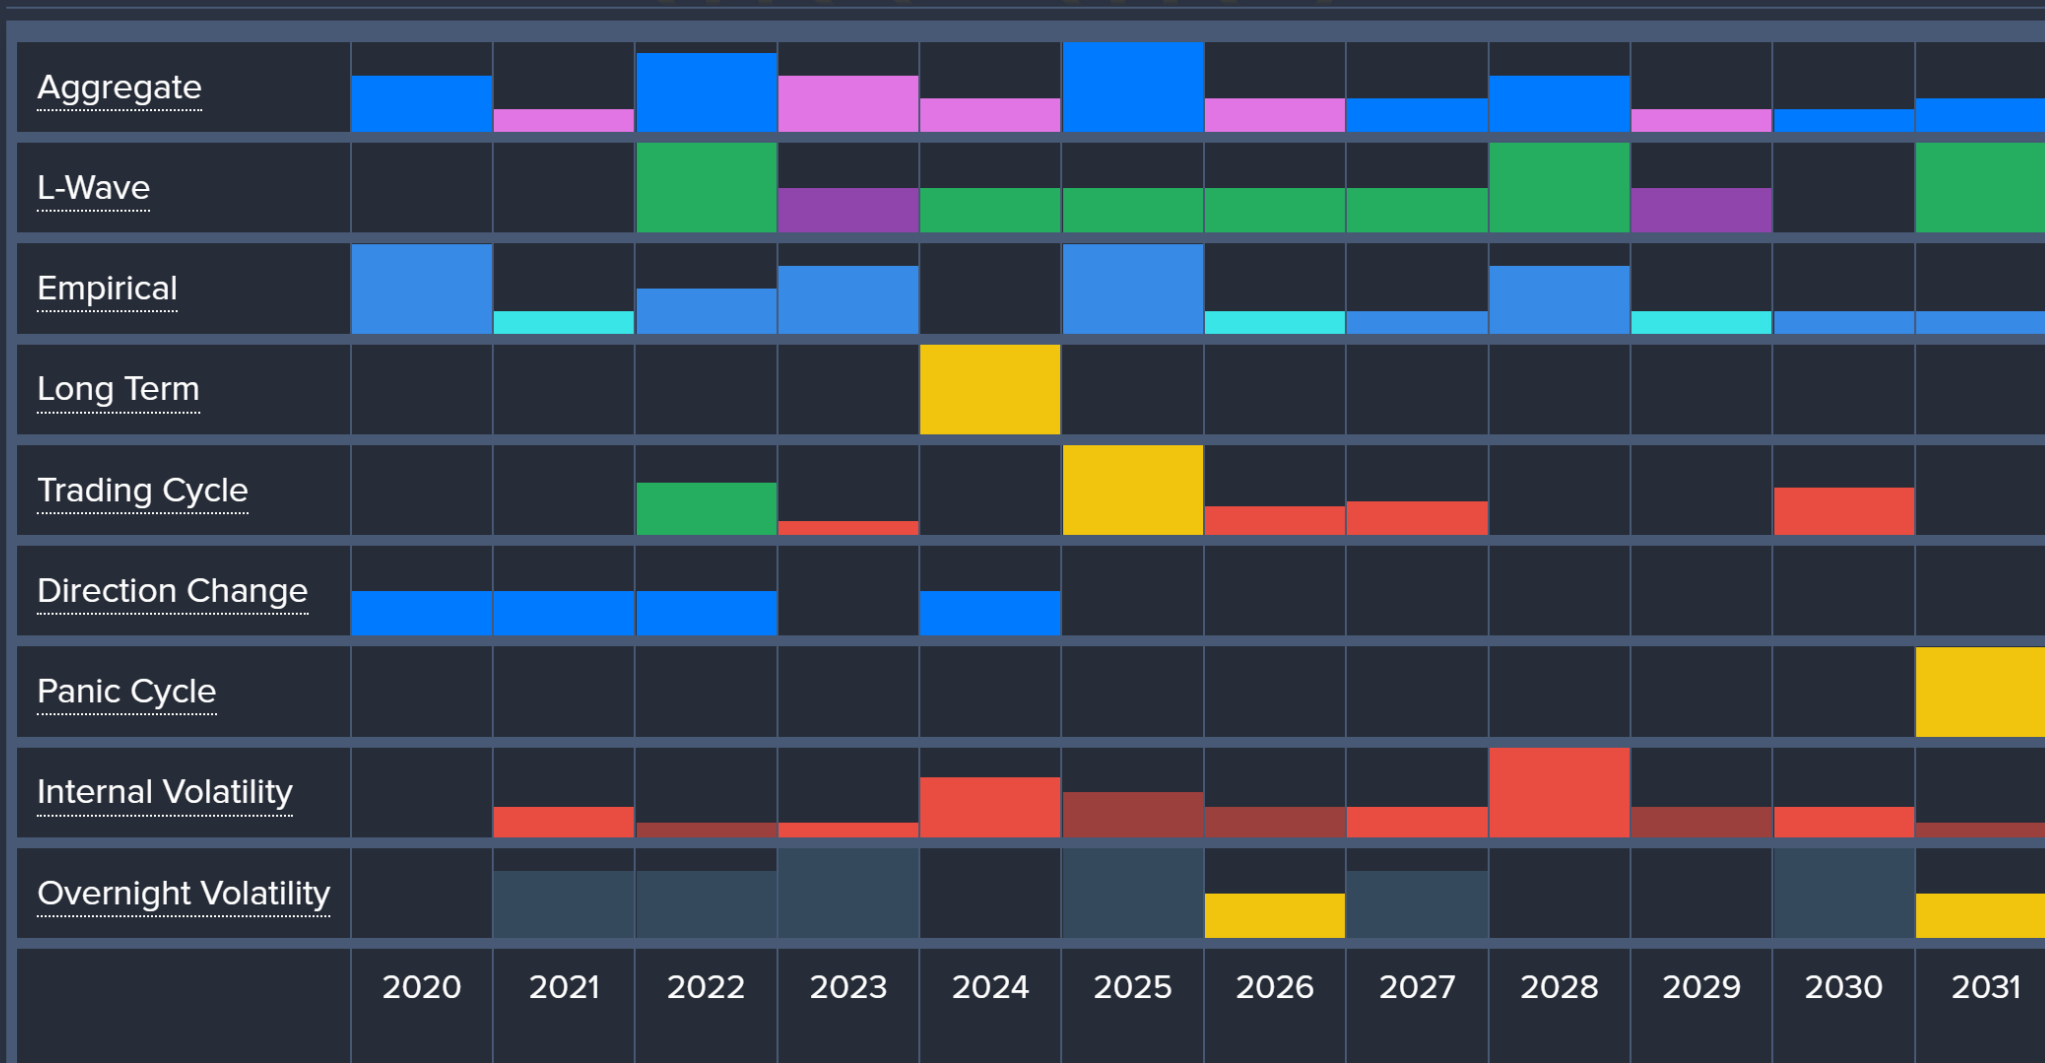 Aggregate
L-Wave
Empirical
Long Term
Trading Cycle
Direction Change
Panic Cycle
Internal Volatility
Overnight Volatility
2020 2021 2022 2023 2024 2025 2026 2027 2028 2029 2030 2031